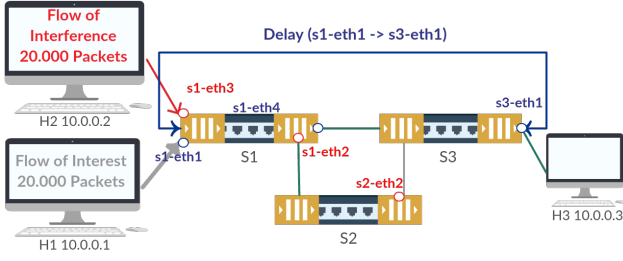 Flow of
Interference
20.000 Packets
Delay (s1-eth1 -> s3-eth1)
s1-eth3
s1-eth4
s3-eth1
H2 10.0.0.2
s1-eth1
S1
s1-eth2
S3
Flow of Interest
20.000 Packets
s2-eth2
H3 10.0.0.3
S2
H1 10.0.0.1